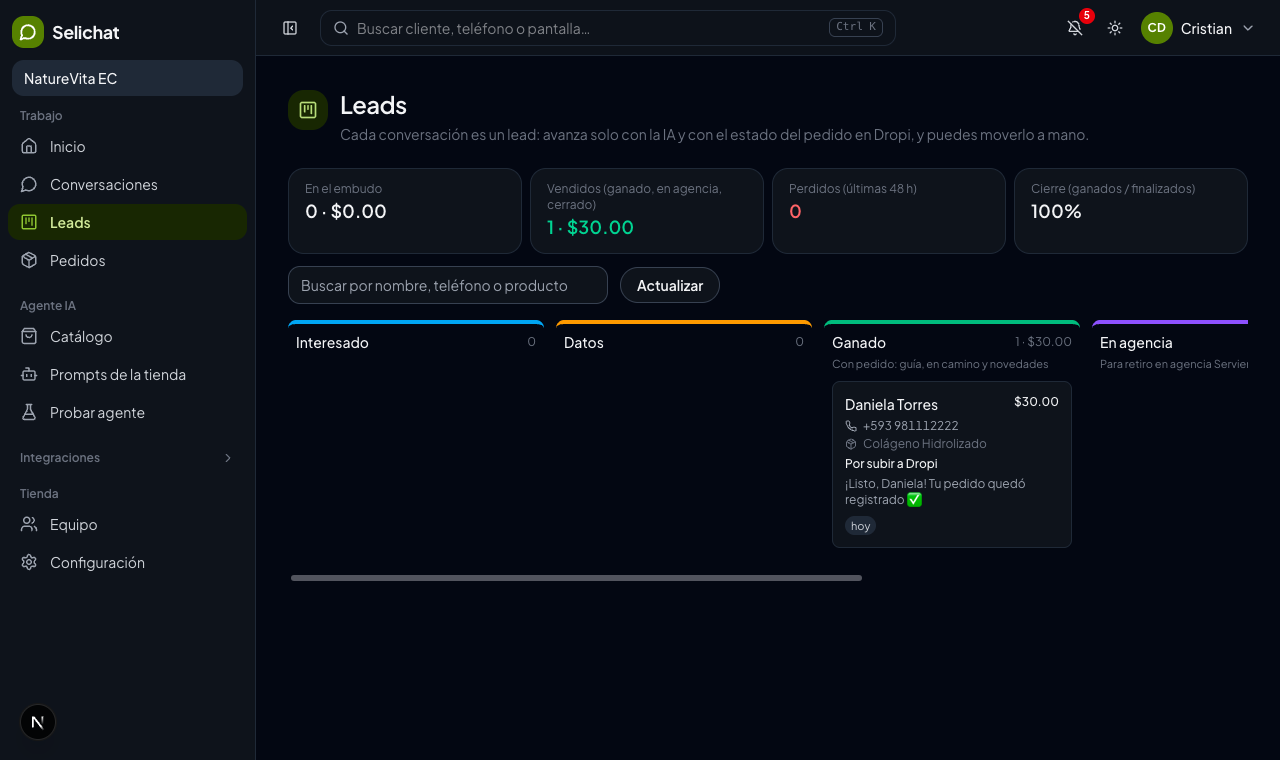 Selichat
Buscar cliente, teléfono o pantalla…
Ctrl K
5
CD
Cristian
NatureVita EC
Trabajo
Inicio
Conversaciones
Leads
Pedidos
Agente IA
Catálogo
Prompts de la tienda
Probar agente
Integraciones
Tienda
Equipo
Configuración
N
Leads
Cada conversación es un lead: avanza solo con la IA y con el estado del pedido en Dropi, y puedes moverlo a mano.
En el embudo
0 · $0.00
Vendidos (ganado, en agencia,
cerrado)
1 · $30.00
Perdidos (últimas 48 h)
0
Cierre (ganados / finalizados)
100%
Buscar por nombre, teléfono o producto
Actualizar
Interesado
0
Datos
0
Ganado
1 · $30.00
Con pedido: guía, en camino y novedades
Daniela Torres
$30.00
+593 981112222
Colágeno Hidrolizado
Por subir a Dropi
¡Listo, Daniela! Tu pedido quedó
registrado ✅
hoy
En agencia
Para retiro en agencia